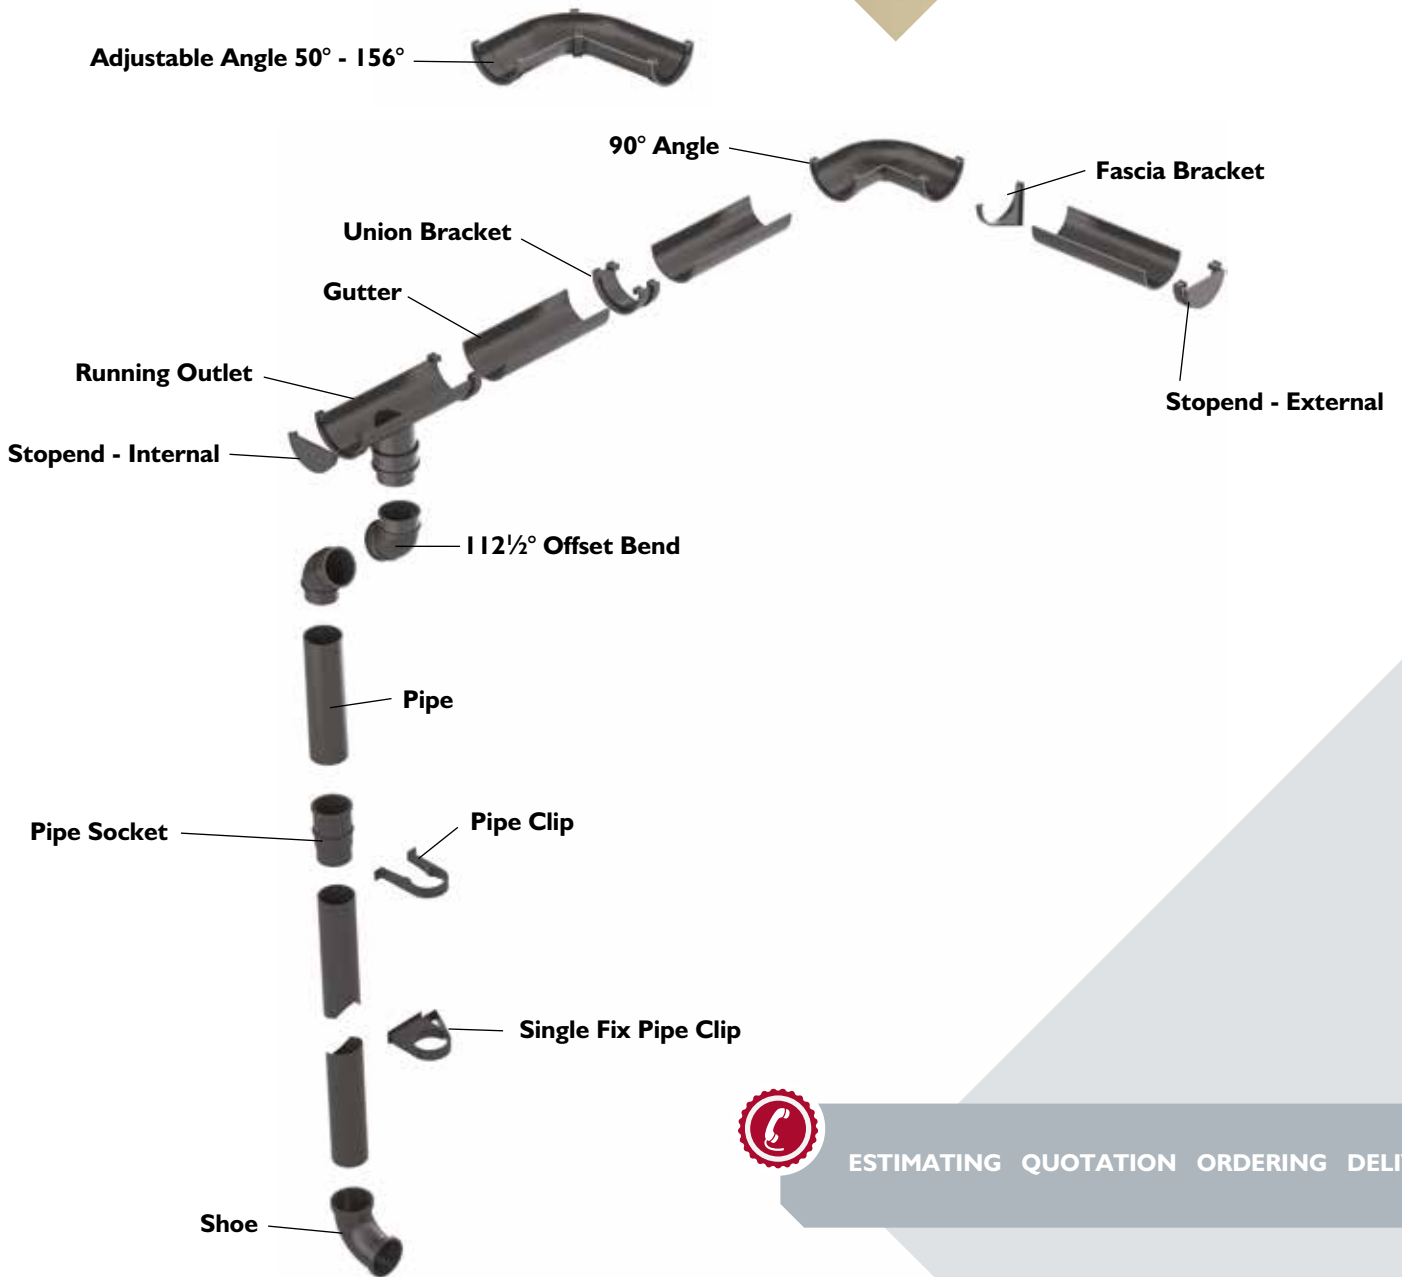 Adjustable Angle 50° - 156°
90° Angle
Fascia Bracket
Union Bracket
Gutter
Running Outlet
Stopend - External
Stopend - Internal
112½° Offset Bend
Pipe
Pipe Clip
Pipe Socket
Single Fix Pipe Clip
ESTIMATING QUOTATION ORDERING
Shoe